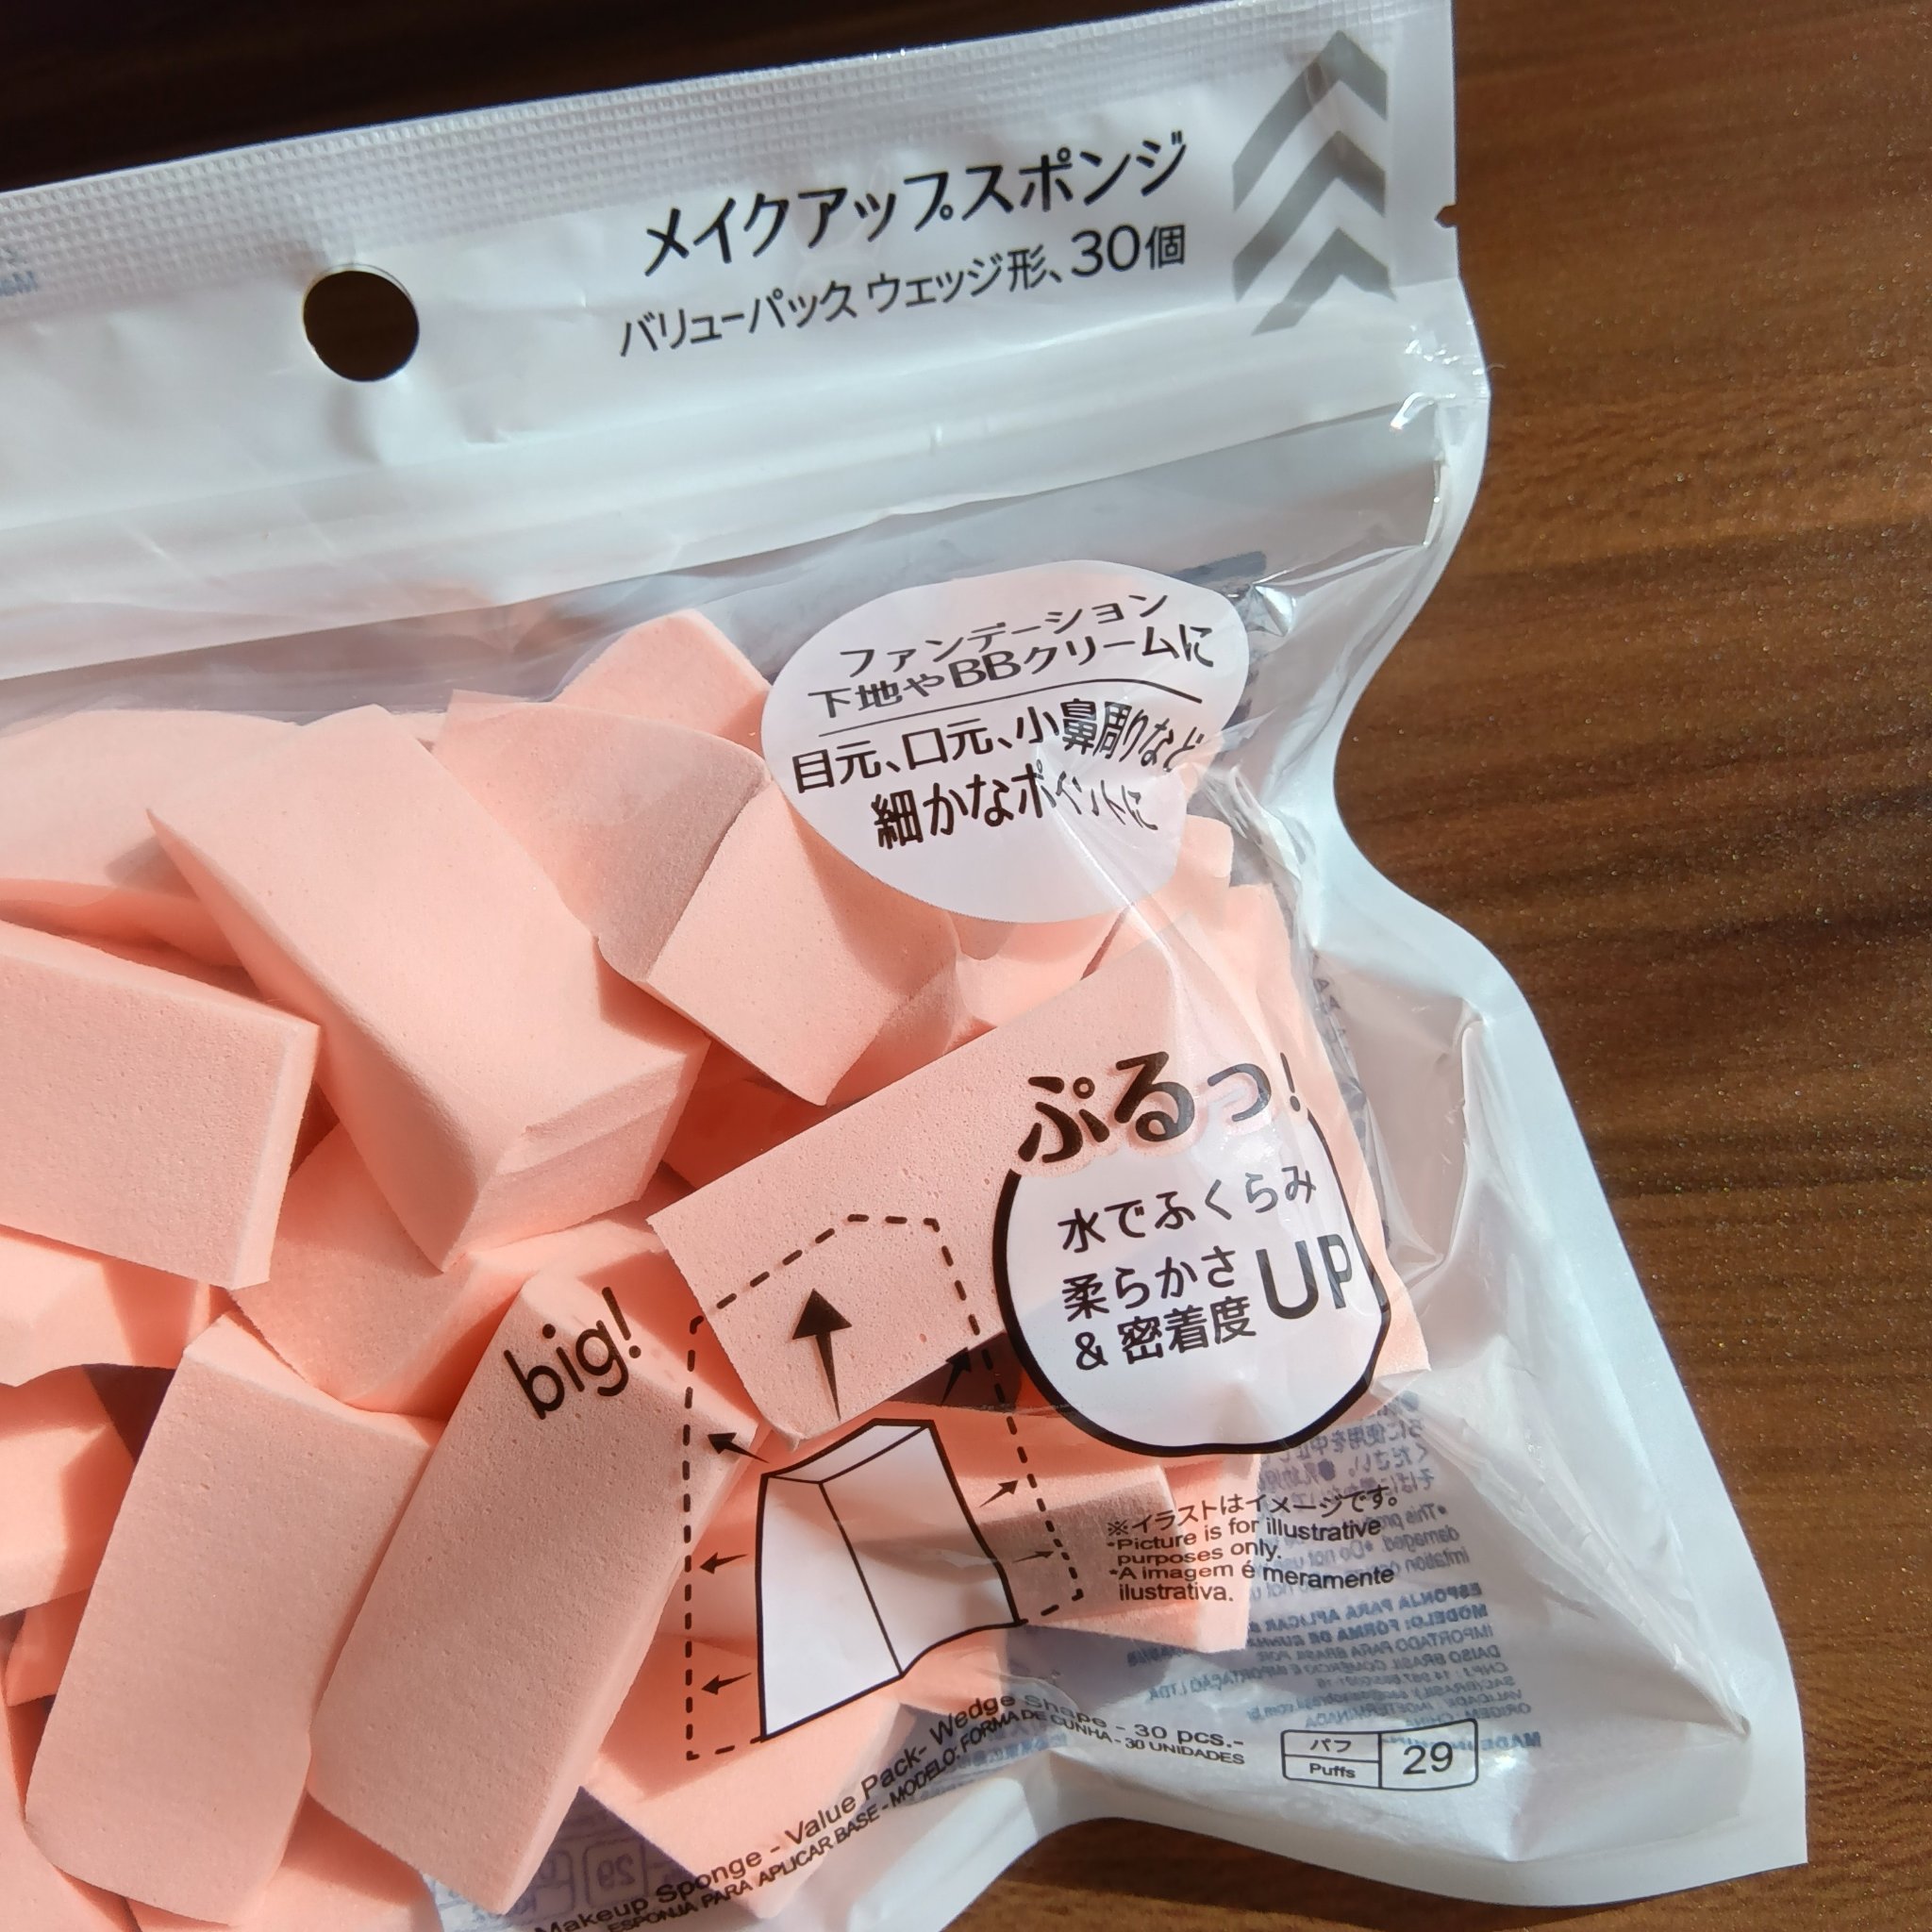 メイクアップスポンジ
バリューパック ウェッジ形、30個
ファンデーション
下地やBBクリームに
目元、口元、小鼻周りなど
細かなポイントに
ぷるっ!
水でふくらみ
柔らかさ
&密着度
UP
big!
※イラストはイメージです。
•Picture is for illustrative
purposes only.
•A imagem é meramente
ilustrativa.
Makeup Sponge - Value Pack- Wedge Shape - 30 pcs.-
ESPONJA PARA APLICAR BASE - MODELO: FORMA DE CUNHA - 30 UNIDADES
パフ
Puffs
29